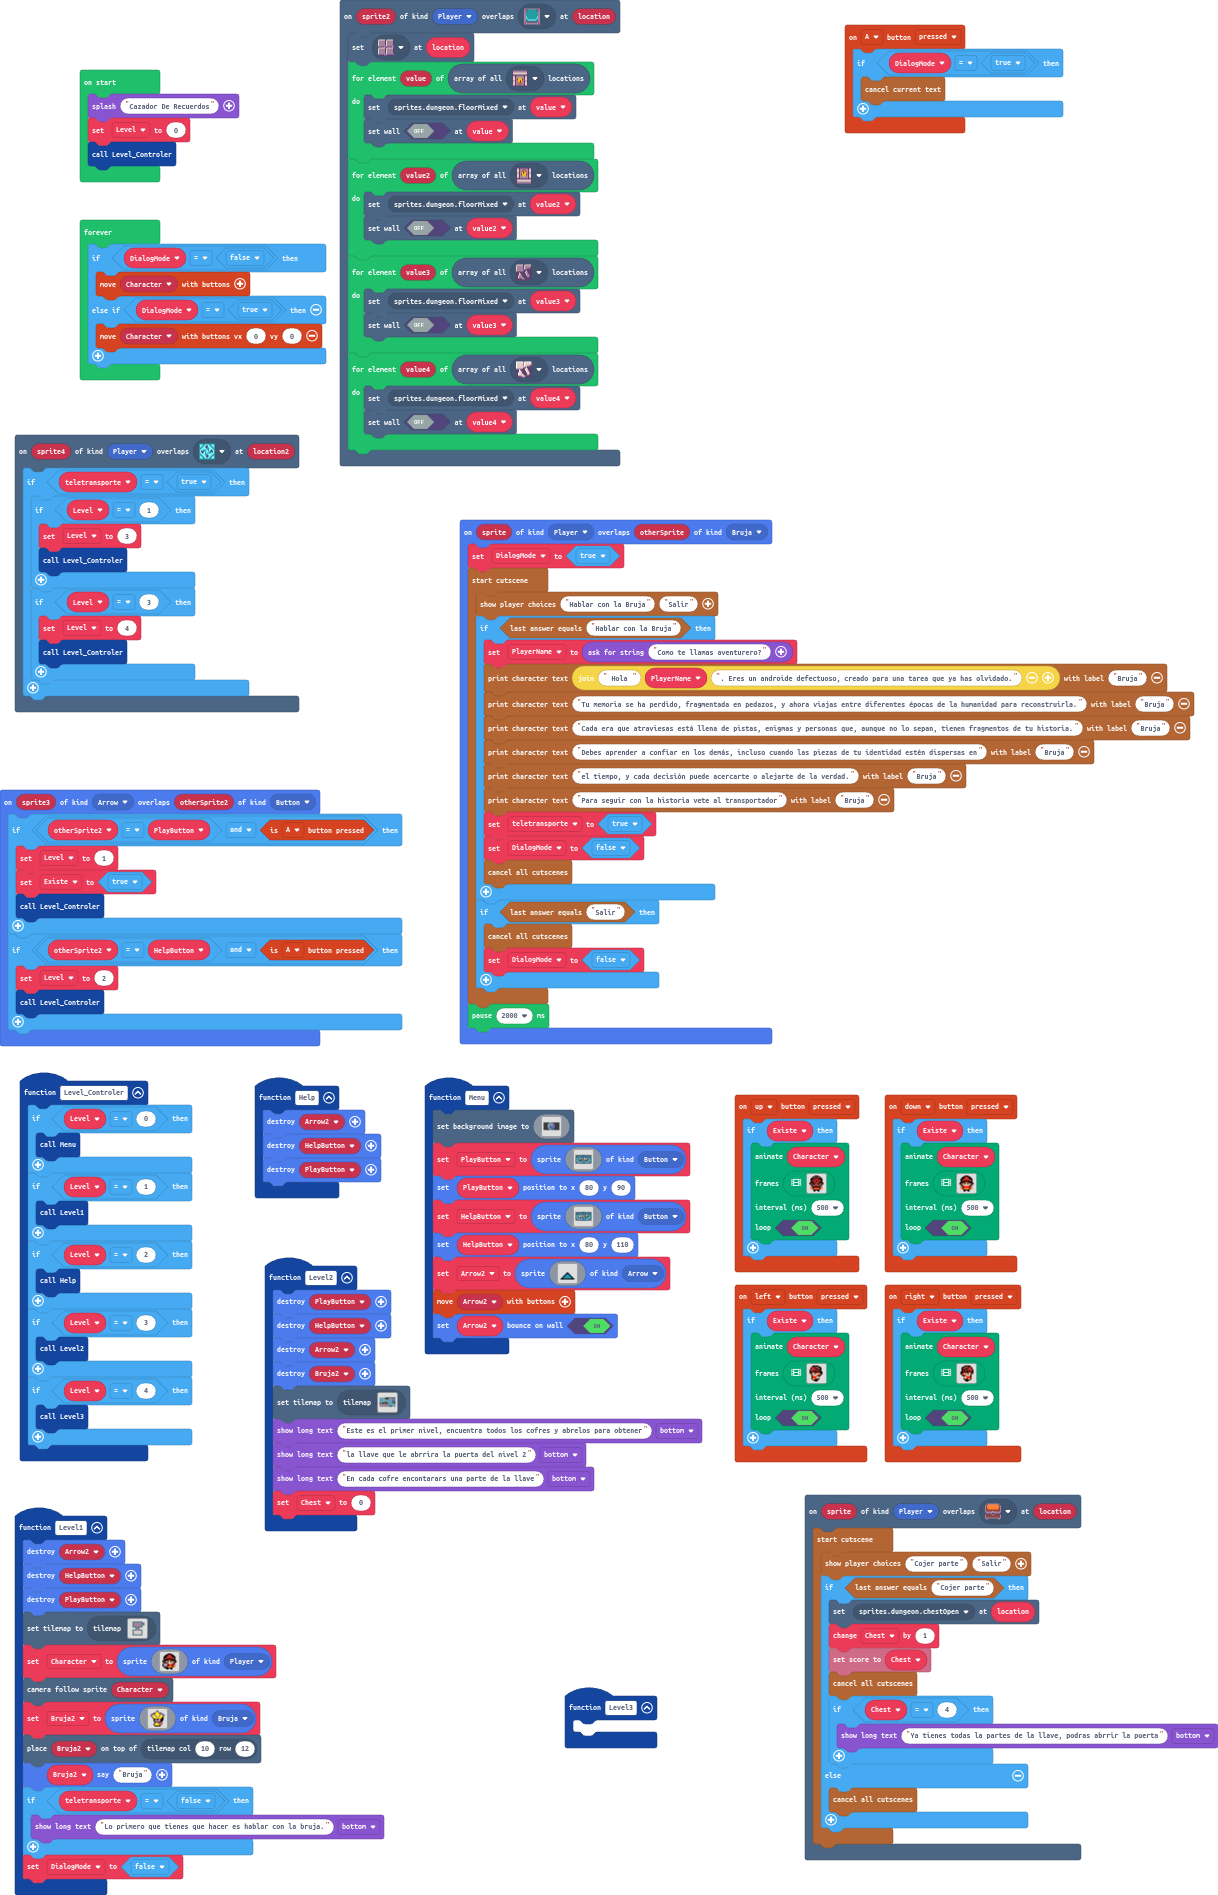 on start
splash "Cazador De Recuerdos"
set Level to 0
call Level_Controler
forever
if DialogMode = false then
move Character with buttons
else if DialogMode = true then
move Character with buttons vx 0 vy 0
on sprite2 of kind Player overlaps at location
set at location
for element value of array of all locations
do set sprites.dungeon.floorMixed at value
set wall OFF at value
for element value2 of array of all locations
do set sprites.dungeon.floorMixed at value2
set wall OFF at value2
for element value3 of array of all locations
do set sprites.dungeon.floorMixed at value3
set wall OFF at value3
for element value4 of array of all locations
do set sprites.dungeon.floorMixed at value4
set wall OFF at value4
on A button pressed
if DialogMode = true then
cancel current text
on sprite4 of kind Player overlaps at location2
if teletransporte = true then
if Level = 1 then
set Level to 3
call Level_Controler
if Level = 3 then
set Level to 4
call Level_Controler
on sprite of kind Player overlaps otherSprite of kind Bruja
set DialogMode to true
start cutscene
show player choices "Hablar con la Bruja" "Salir"
if last answer equals "Hablar con la Bruja" then
set PlayerName to ask for string "Como te llamas aventurero?"
print character text join " Hola " PlayerName ". Eres un androide defectuoso, creado para una tarea que ya has olvidado." with label "Bruja"
print character text "Tu memoria se ha perdido, fragmentada en pedazos, y ahora viajas entre diferentes épocas de la humanidad para reconstruirla." with label "Bruja"
print character text "Cada era que atraviesas está llena de pistas, enigmas y personas que, aunque no lo sepan, tienen fragmentos de tu historia." with label "Bruja"
print character text "Debes aprender a confiar en los demás, incluso cuando las piezas de tu identidad estén dispersas en" with label "Bruja"
print character text "el tiempo, y cada decisión puede acercarte o alejarte de la verdad." with label "Bruja"
print character text "Para seguir con la historia vete al transportador" with label "Bruja"
set teletransporte to true
set DialogMode to false
cancel all cutscenes
if last answer equals "Salir" then
cancel all cutscenes
set DialogMode to false
pause 2000 ms
on sprite3 of kind Arrow overlaps otherSprite2 of kind Button
if otherSprite2 = PlayButton and is A button pressed then
set Level to 1
set Existe to true
call Level_Controler
if otherSprite2 = HelpButton and is A button pressed then
set Level to 2
call Level_Controler
function Level_Controler
if Level = 0 then
call Menu
if Level = 1 then
call Level1
if Level = 2 then
call Help
if Level = 3 then
call Level2
if Level = 4 then
call Level3
function Help
destroy Arrow2
destroy HelpButton
destroy PlayButton
function Menu
set background image to
set PlayButton to sprite of kind Button
set PlayButton position to x 80 y 90
set HelpButton to sprite of kind Button
set HelpButton position to x 80 y 110
set Arrow2 to sprite of kind Arrow
move Arrow2 with buttons
set Arrow2 bounce on wall ON
function Level2
destroy PlayButton
destroy HelpButton
destroy Arrow2
destroy Bruja2
set tilemap to tilemap
show long text "Este es el primer nivel, encuentra todos los cofres y abrelos para obtener" bottom
show long text "la llave que le abrrira la puerta del nivel 2" bottom
show long text "En cada cofre encontarars una parte de la llave" bottom
set Chest to 0
on up button pressed
if Existe then
animate Character
frames
interval (ms) 500
loop ON
on down button pressed
if Existe then
animate Character
frames
interval (ms) 500
loop ON
on left button pressed
if Existe then
animate Character
frames
interval (ms) 500
loop ON
on right button pressed
if Existe then
animate Character
frames
interval (ms) 500
loop ON
function Level1
destroy Arrow2
destroy HelpButton
destroy PlayButton
set tilemap to tilemap
set Character to sprite of kind Player
camera follow sprite Character
set Bruja2 to sprite of kind Bruja
place Bruja2 on top of tilemap col 10 row 12
Bruja2 say "Bruja"
if teletransporte = false then
show long text "Lo primero que tienes que hacer es hablar con la bruja." bottom
set DialogMode to false
function Level3
on sprite of kind Player overlaps at location
start cutscene
show player choices "Cojer parte" "Salir"
if last answer equals "Cojer parte" then
set sprites.dungeon.chestOpen at location
change Chest by 1
set score to Chest
cancel all cutscenes
if Chest = 4 then
show long text "Ya tienes todas la partes de la llave, podras abrrir la puerta" bottom
else
cancel all cutscenes